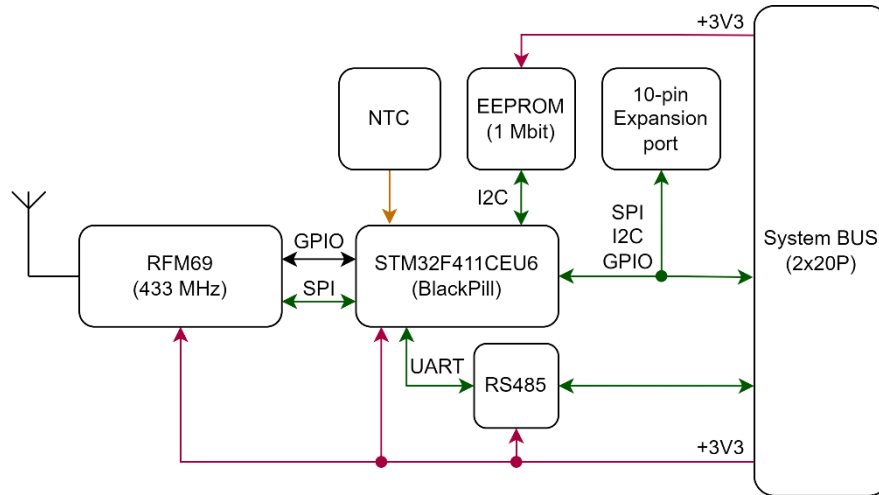 +3V3
NTC
EEPROM
(1 Mbit)
10-pin
Expansion
port
I2C
SPI
I2C
GPIO
System BUS
(2x20P)
RFM69
(433 MHz)
GPIO
SPI
STM32F411CEU6
(BlackPill)
UART
RS485
+3V3